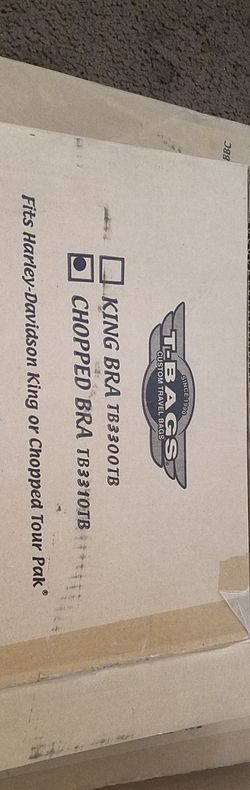 SINCE 1990
T-BAGS
CUSTOM TRAVEL BAGS
KING BRA TB3300TB
CHOPPED BRA TB3310TB
Fits Harley-Davidson King or Chopped Tour Pak®